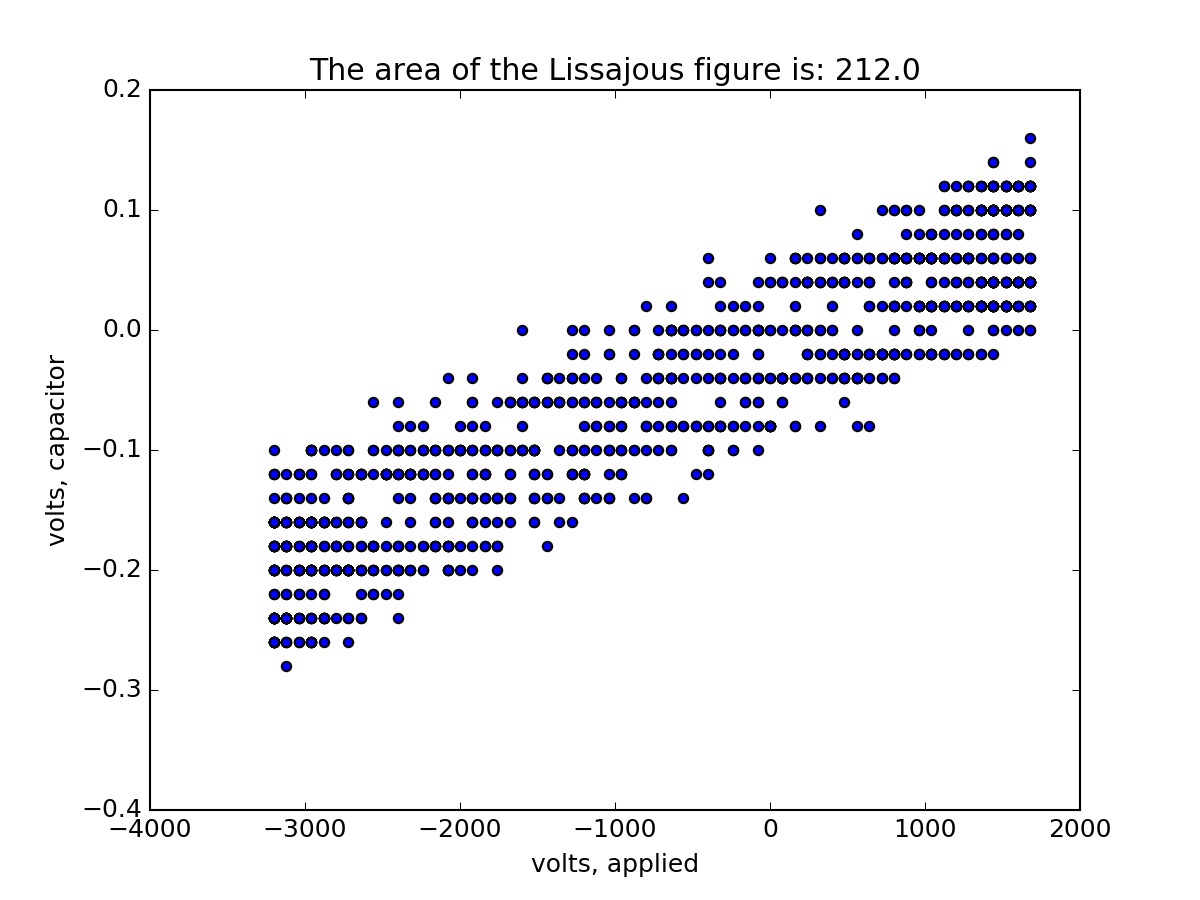 The area of the Lissajous figure is: 212.0
0.2
0.1
0.0
−0.1
−0.2
−0.3
−0.4
volts, capacitor
−4000 −3000 −2000 −1000 0 1000 2000
volts, applied